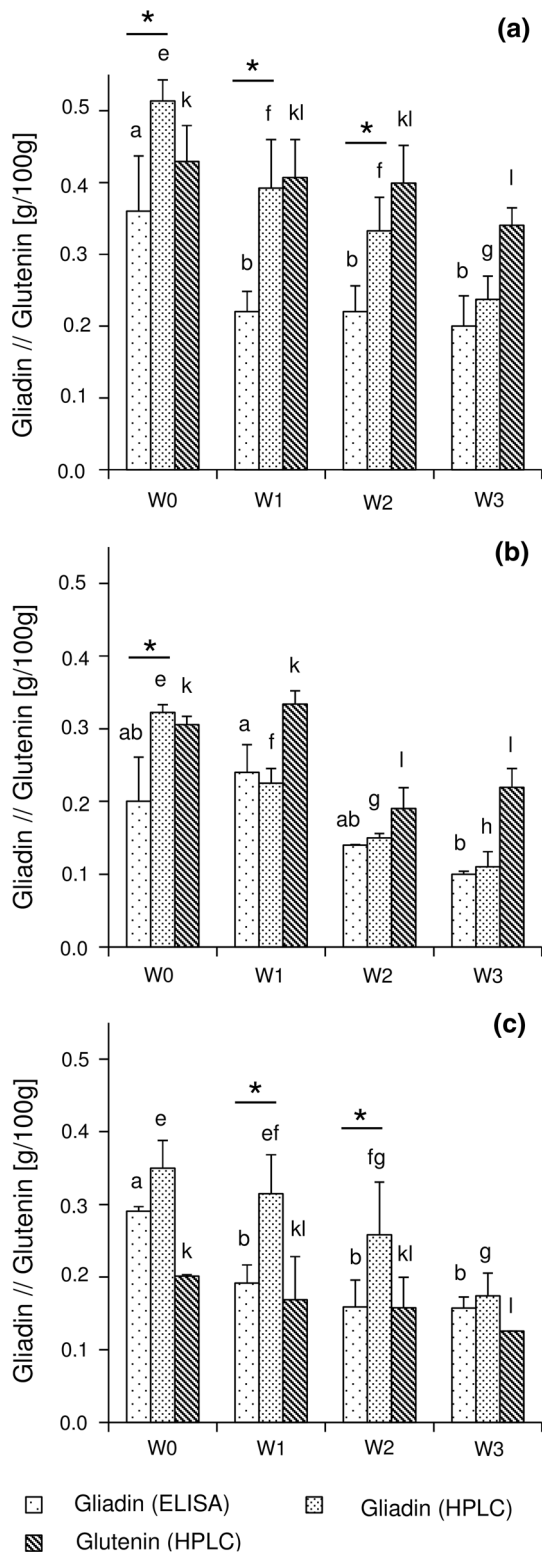 (a)
Gliadin // Glutenin [g/100g]
0.5
0.4
0.3
0.2
0.1
0.0
*
a e k
*
b f kl
*
b f kl
b g l
W0 W1 W2 W3
(b)
Gliadin // Glutenin [g/100g]
0.5
0.4
0.3
0.2
0.1
0.0
*
ab e k
a f k
ab g l
b h l
W0 W1 W2 W3
(c)
Gliadin // Glutenin [g/100g]
0.5
0.4
0.3
0.2
0.1
0.0
a e k
*
b ef kl
*
b fg kl
b g l
W0 W1 W2 W3
Gliadin (ELISA) Gliadin (HPLC)
Glutenin (HPLC)